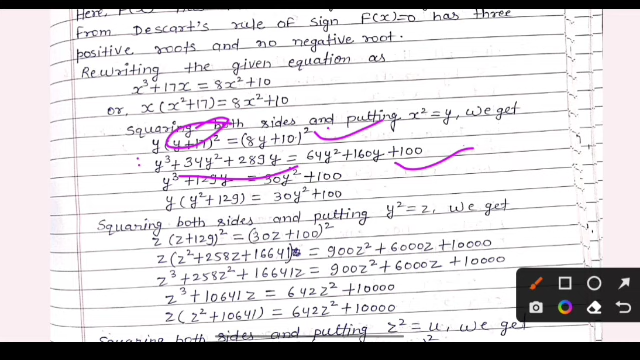 Here, F(x)
from Descart's rule of sign F(x)=0 has three
positive roots and no negative root.
Rewriting the given equation as
x³+17x = 8x²+10
or x(x²+17) = 8x²+10
Squaring both sides and putting x²=y, we get
y(y+17)² = (8y+10)²
: y³+34y²+289y = 64y²+160y+100
y³+129y = 30y²+100
y(y²+129) = 30y²+100
Squaring both sides and putting y²=z, we get
z(z+129)² = (30z+100)²
z(z²+258z+16641) = 900z²+6000z+10000
z³+258z²+16641z = 900z²+6000z+10000
z³+10641z = 642z²+10000
z(z²+10641) = 642z²+10000
Squaring both sides and putting z²=u, we get